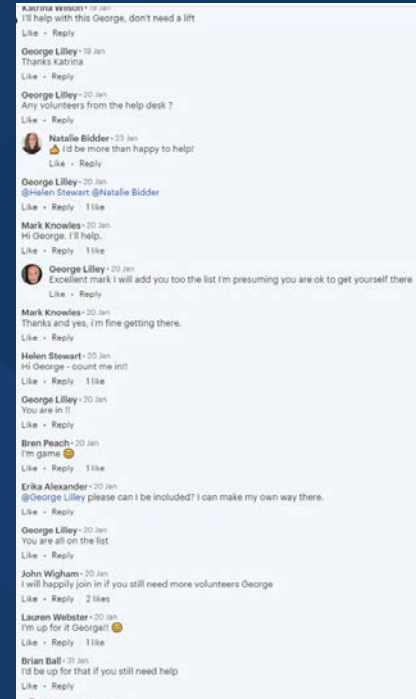 Katrina Wilson · 19 Jan
I'll help with this George, don't need a lift
Like · Reply
George Lilley · 19 Jan
Thanks Katrina
Like · Reply
George Lilley · 20 Jan
Any volunteers from the help desk ?
Like · Reply
Natalie Bidder · 23 Jan
👍 I'd be more than happy to help!
Like · Reply
George Lilley · 20 Jan
@Helen Stewart @Natalie Bidder
Like · Reply 1 like
Mark Knowles · 20 Jan
Hi George. I'll help.
Like · Reply 1 like
George Lilley · 20 Jan
Excellent mark I will add you too the list I'm presuming you are ok to get yourself there
Like · Reply
Mark Knowles · 20 Jan
Thanks and yes, i'm fine getting there.
Like · Reply
Helen Stewart · 20 Jan
Hi George - count me in!!
Like · Reply 1 like
George Lilley · 20 Jan
You are in !!
Like · Reply
Bren Peach · 20 Jan
I'm game 😊
Like · Reply 1 like
Erika Alexander · 20 Jan
@George Lilley please can I be included? I can make my own way there.
Like · Reply
George Lilley · 20 Jan
You are all on the list
Like · Reply
John Wigham · 20 Jan
I will happily join in if you still need more volunteers George
Like · Reply 2 likes
Lauren Webster · 20 Jan
I'm up for it George!! 😊
Like · Reply 1 like
Brian Ball · 31 Jan
I'd be up for that if you still need help
Like · Reply